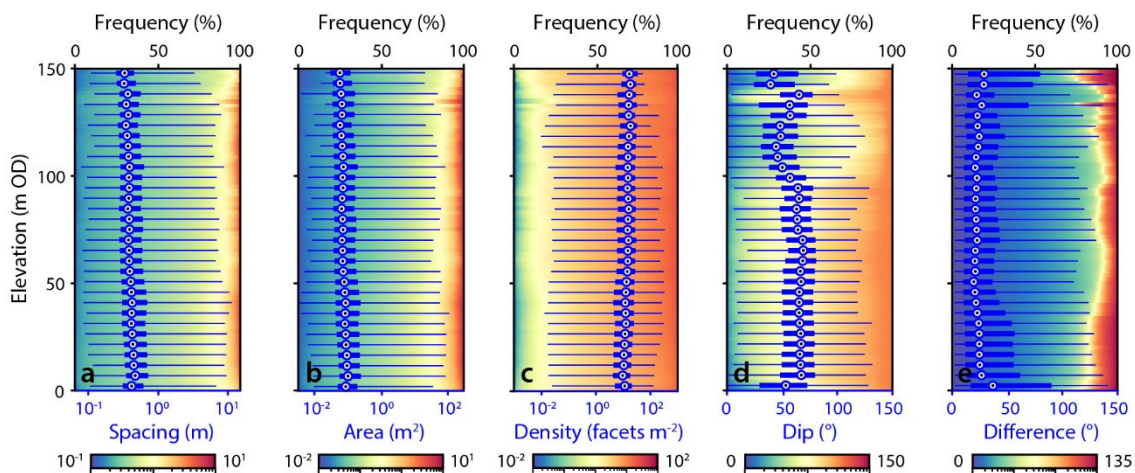 Frequency (%) Frequency (%) Frequency (%) Frequency (%) Frequency (%)
0 50 100 0 50 100 0 50 100 0 50 100 0 50 100
150
100
50
0
Elevation (m OD)
a b c d e
10⁻¹ 10⁰ 10¹ 10⁻² 10⁰ 10² 10⁻² 10⁰ 10² 0 50 100 150 0 50 100 150
Spacing (m) Area (m²) Density (facets m⁻²) Dip (°) Difference (°)
10⁻¹ 10¹ 10⁻² 10² 10⁻² 10² 0 150 0 135